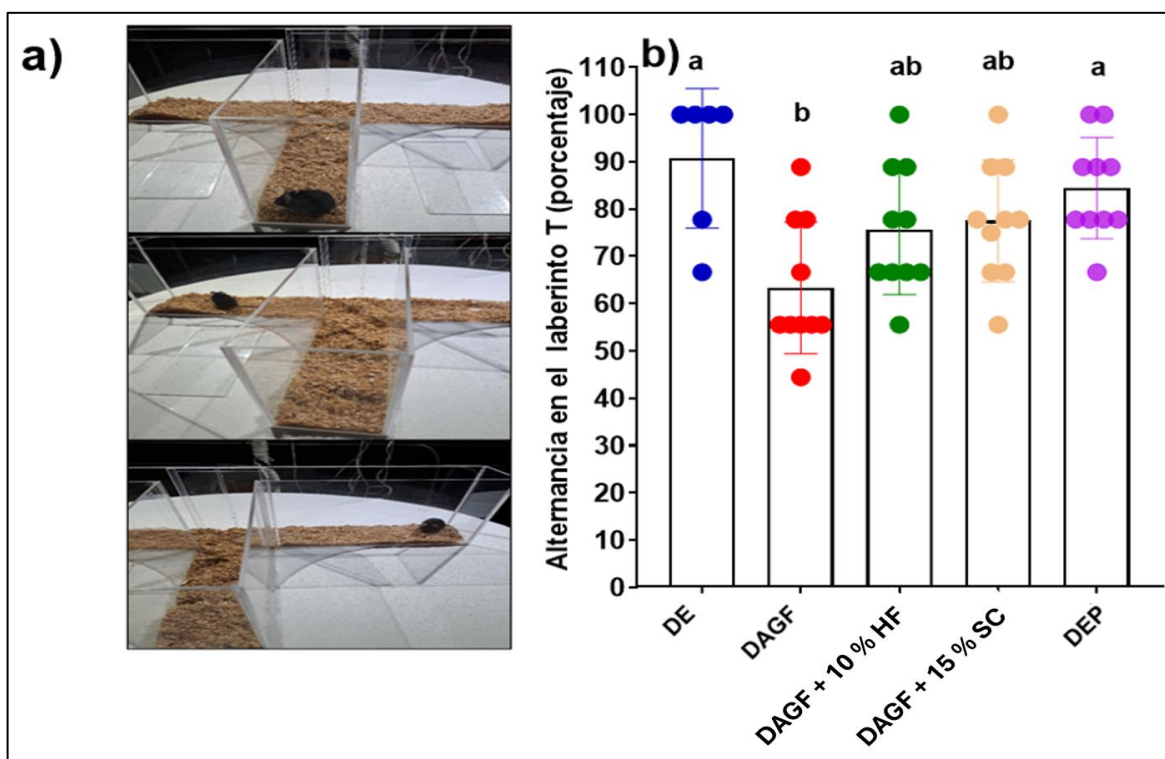 a)
b)
Alternancia en el laberinto T (porcentaje)
110
100
90
80
70
60
50
40
30
20
10
0
a
b
ab
ab
a
DE
DAGF
DAGF + 10 % HF
DAGF + 15 % SC
DEP